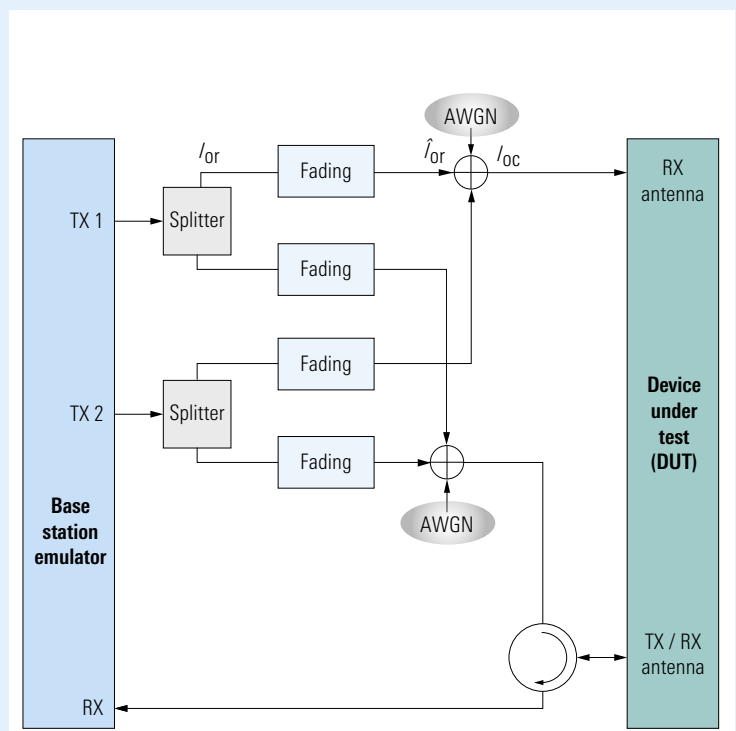 AWGN
I_or
Fading
Î_or
I_oc
RX
antenna
TX 1
Splitter
Fading
Fading
TX 2
Splitter
Device
under
test
(DUT)
Fading
Base
station
emulator
AWGN
TX / RX
antenna
RX